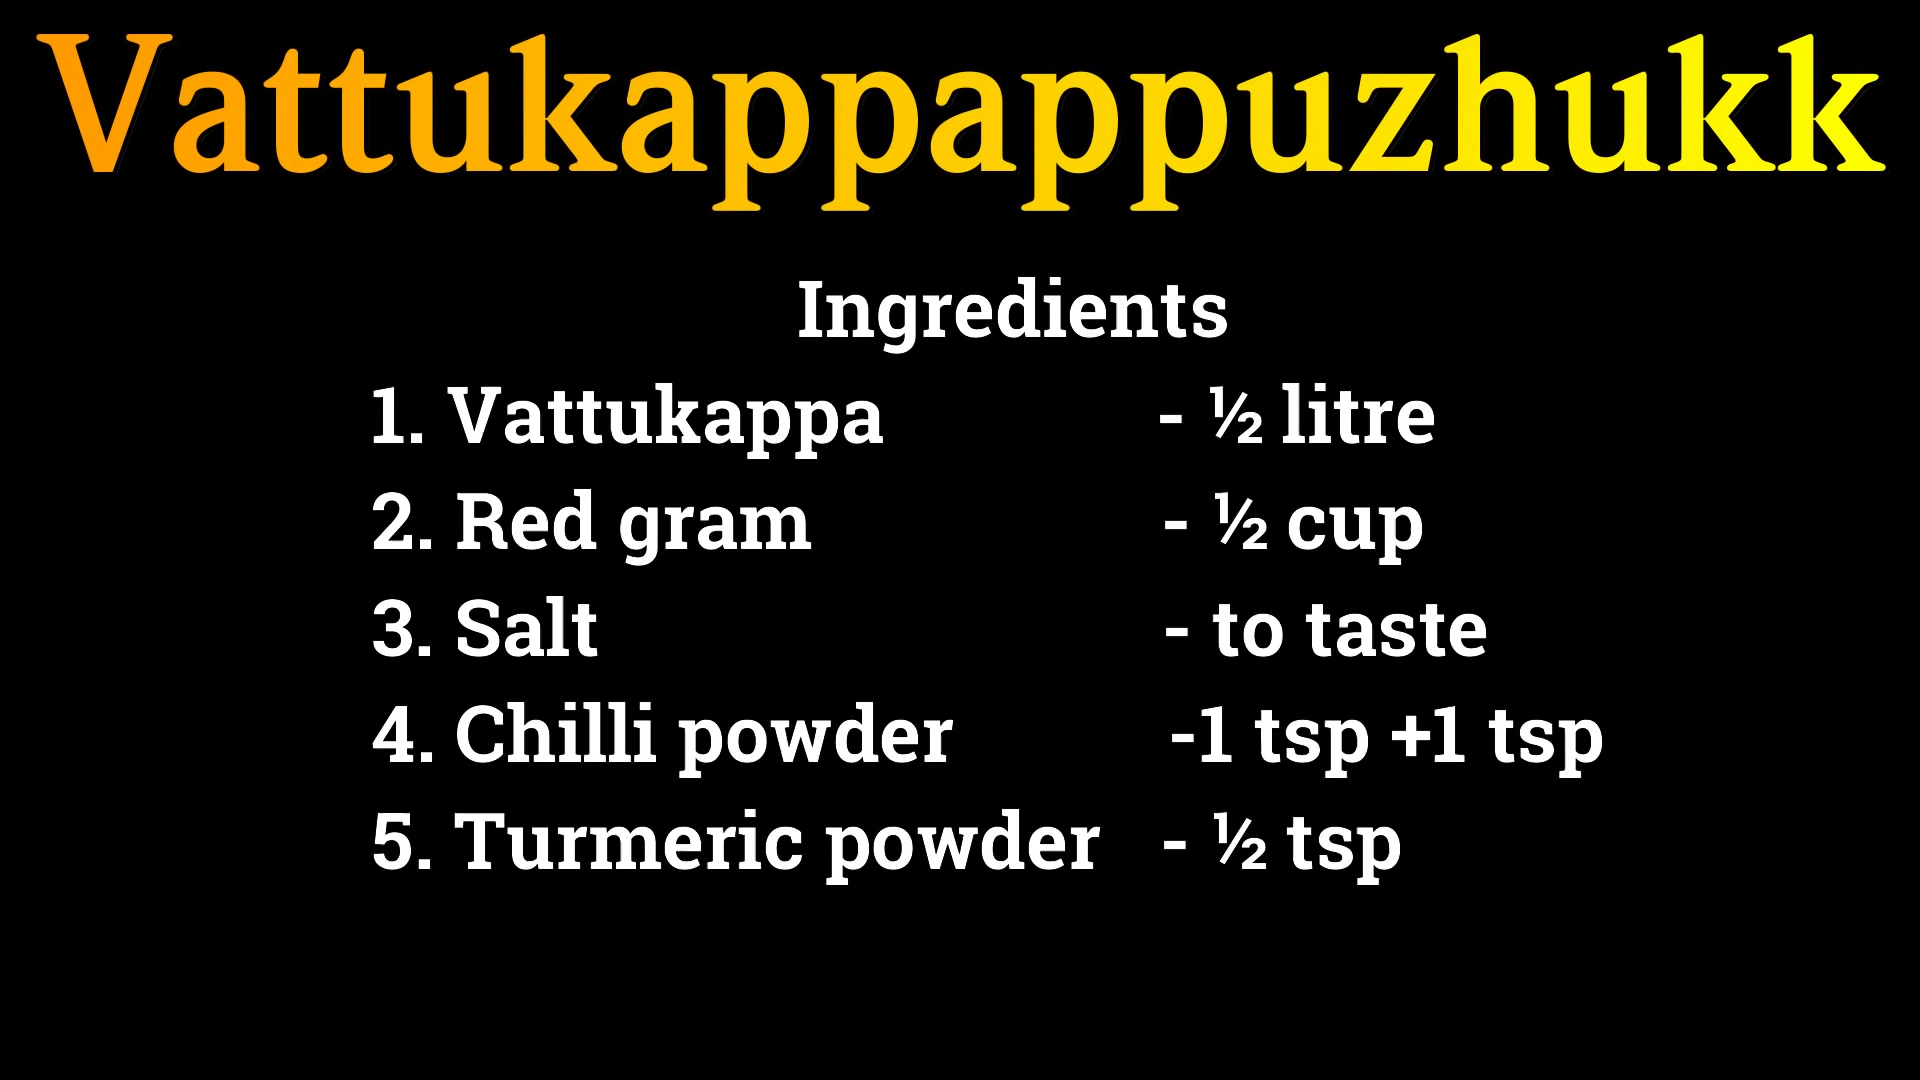 Vattukappappuzhukk
Ingredients
1. Vattukappa - ½ litre
2. Red gram - ½ cup
3. Salt - to taste
4. Chilli powder -1 tsp +1 tsp
5. Turmeric powder - ½ tsp